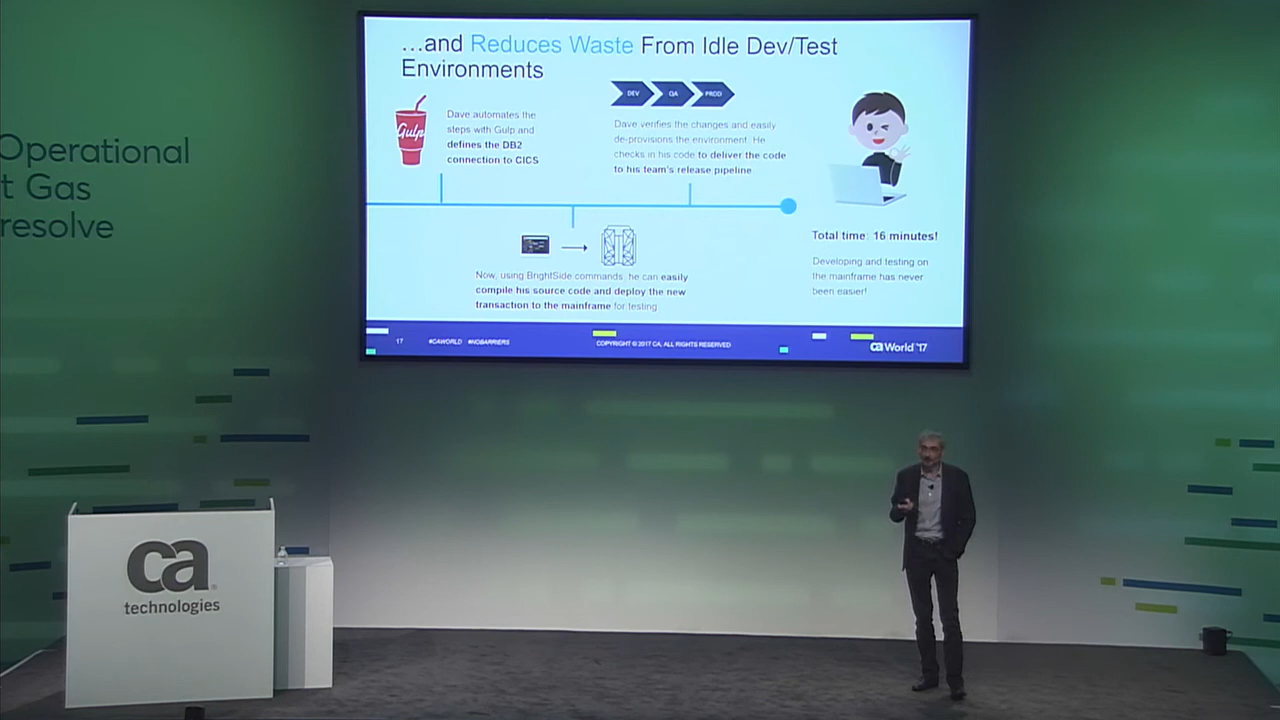 Operational
t Gas
resolve
…and Reduces Waste From Idle Dev/Test
Environments
Gulp
Dave automates the
steps with Gulp and
defines the DB2
connection to CICS
DEV
QA
PROD
Dave verifies the changes and easily
de-provisions the environment. He
checks in his code to deliver the code
to his team's release pipeline
Now, using BrightSide commands, he can easily
compile his source code and deploy the new
transaction to the mainframe for testing.
Total time: 16 minutes!
Developing and testing on
the mainframe has never
been easier!
17
#CAWORLD #NOBARRIERS
COPYRIGHT © 2017 CA, ALL RIGHTS RESERVED
ca World '17
ca
technologies